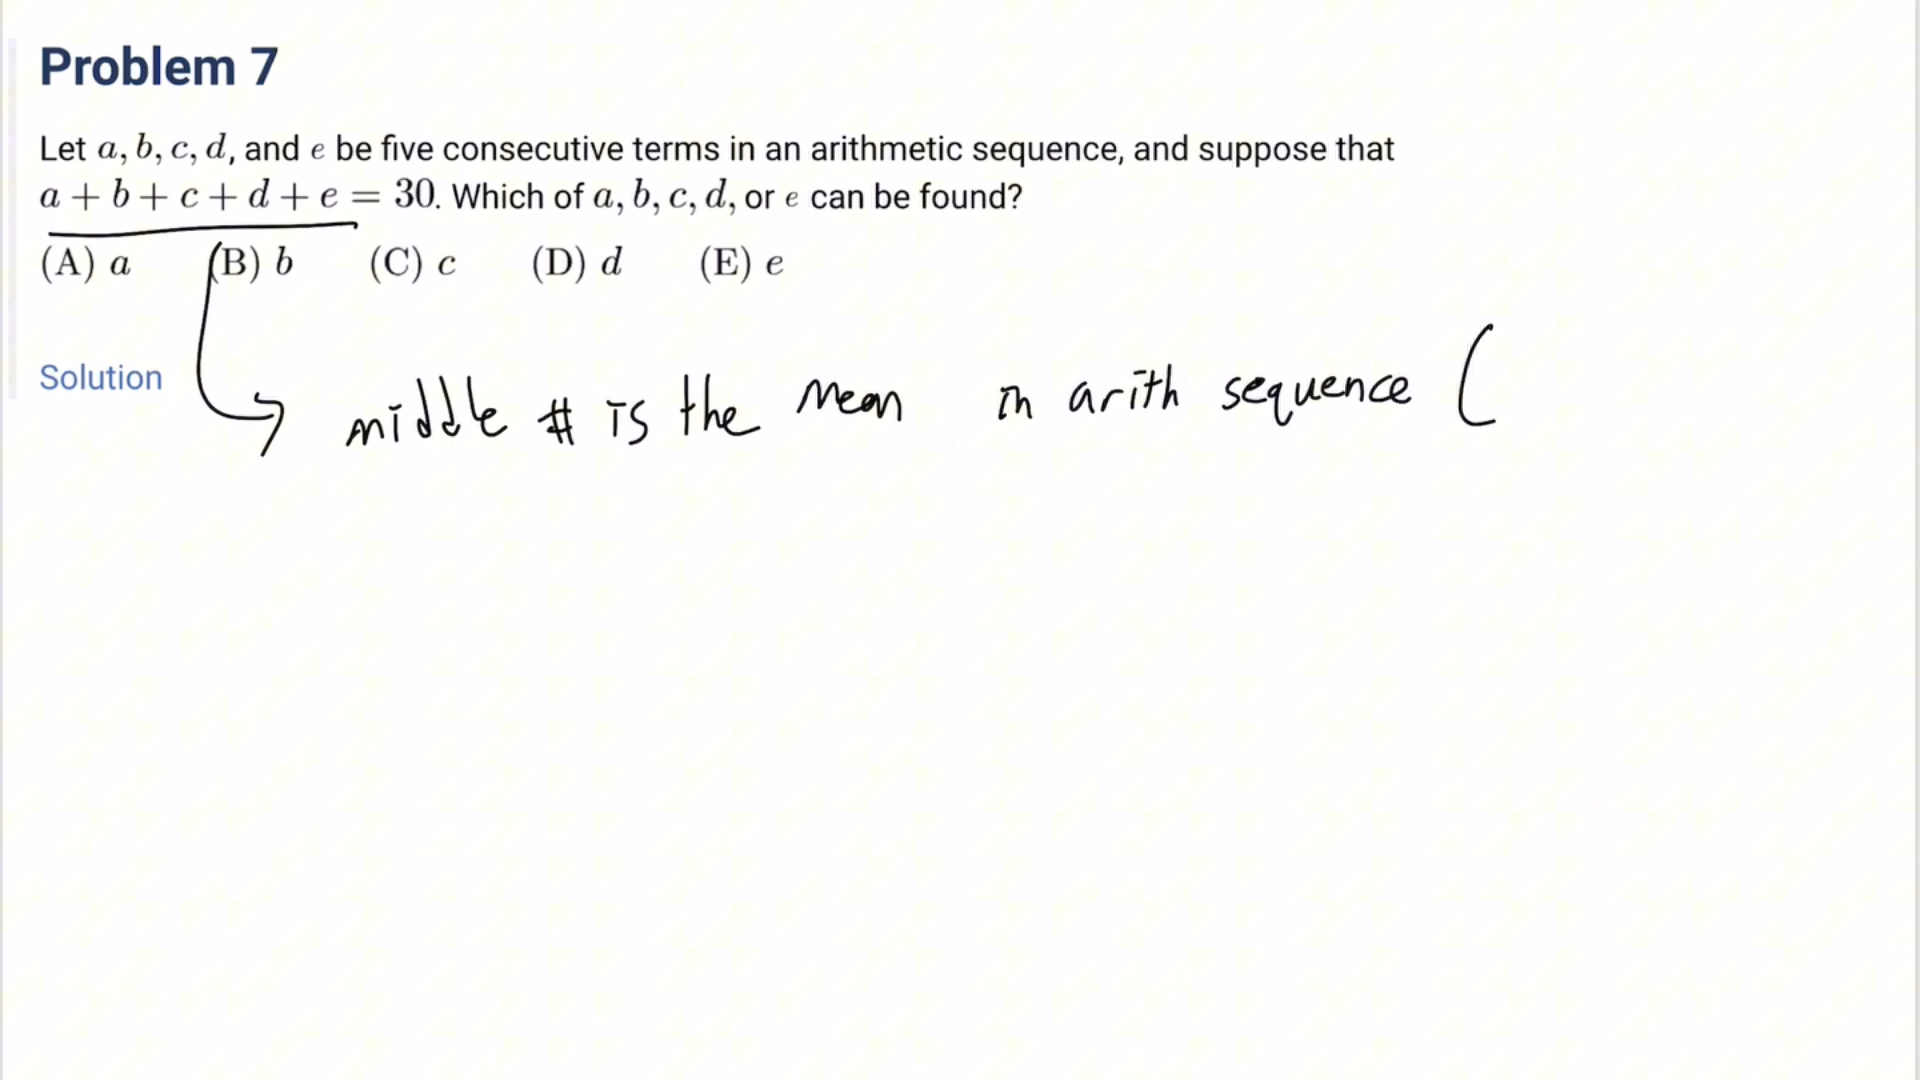 Problem 7
Let a, b, c, d, and e be five consecutive terms in an arithmetic sequence, and suppose that
a + b + c + d + e = 30. Which of a, b, c, d, or e can be found?
(A) a (B) b (C) c (D) d (E) e
Solution
middle # is the mean in arith sequence (